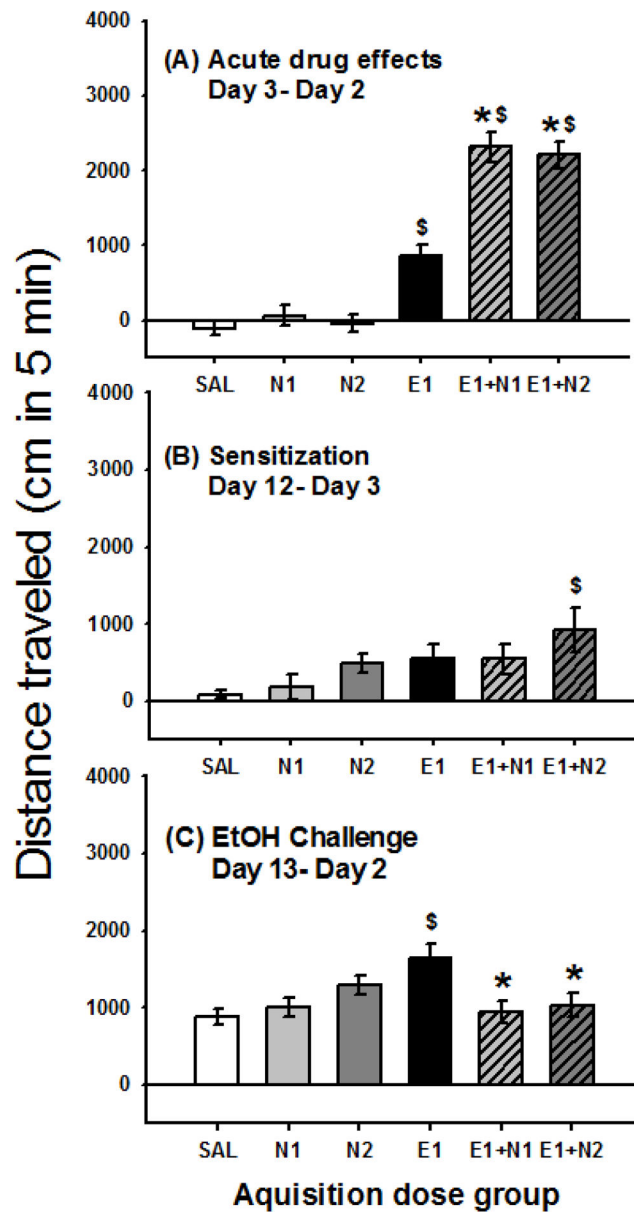 Distance traveled (cm in 5 min)
4000
3000
2000
1000
0
(A) Acute drug effects
Day 3- Day 2
$
*$
*$
SAL N1 N2 E1 E1+N1 E1+N2
4000
3000
2000
1000
0
(B) Sensitization
Day 12- Day 3
$
SAL N1 N2 E1 E1+N1 E1+N2
4000
3000
2000
1000
0
(C) EtOH Challenge
Day 13- Day 2
$
*
*
SAL N1 N2 E1 E1+N1 E1+N2
Aquisition dose group